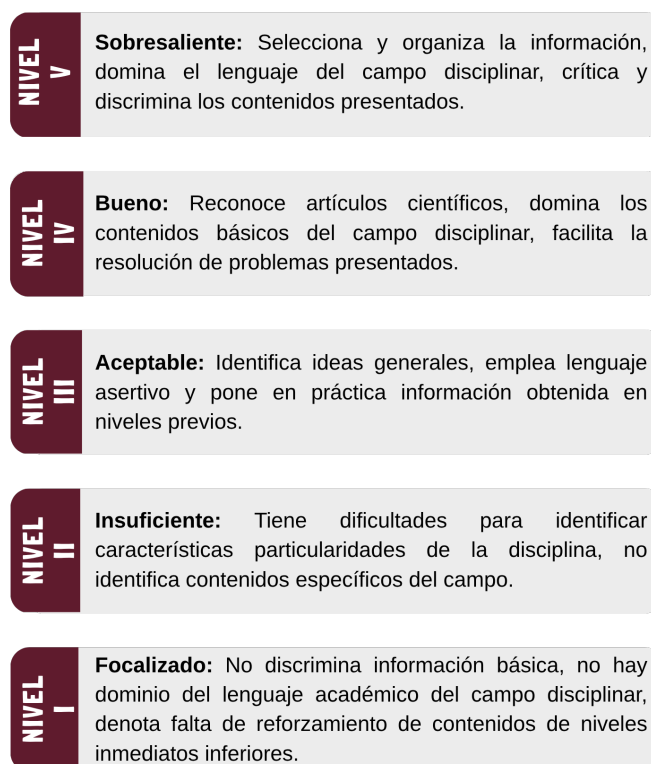 NIVEL
V
Sobresaliente: Selecciona y organiza la información,
domina el lenguaje del campo disciplinar, crítica y
discrimina los contenidos presentados.
NIVEL
IV
Bueno: Reconoce artículos científicos, domina los
contenidos básicos del campo disciplinar, facilita la
resolución de problemas presentados.
NIVEL
III
Aceptable: Identifica ideas generales, emplea lenguaje
asertivo y pone en práctica información obtenida en
niveles previos.
NIVEL
II
Insuficiente: Tiene dificultades para identificar
características particularidades de la disciplina, no
identifica contenidos específicos del campo.
NIVEL
I
Focalizado: No discrimina información básica, no hay
dominio del lenguaje académico del campo disciplinar,
denota falta de reforzamiento de contenidos de niveles
inmediatos inferiores.